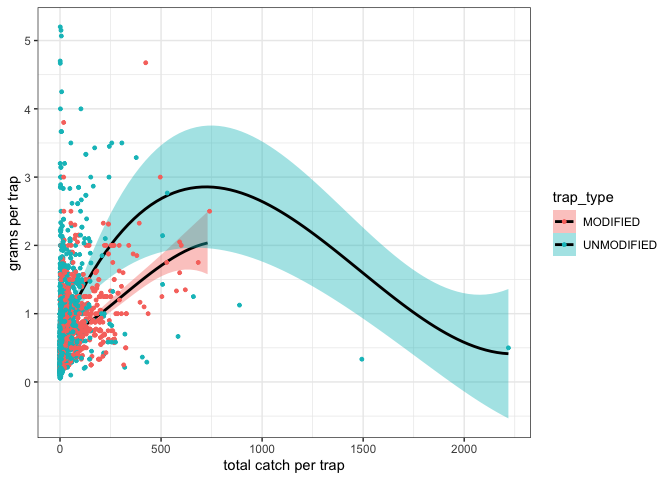 5
4
3
2
1
0
grams per trap
0
500
1000
1500
2000
total catch per trap
trap_type
MODIFIED
UNMODIFIED